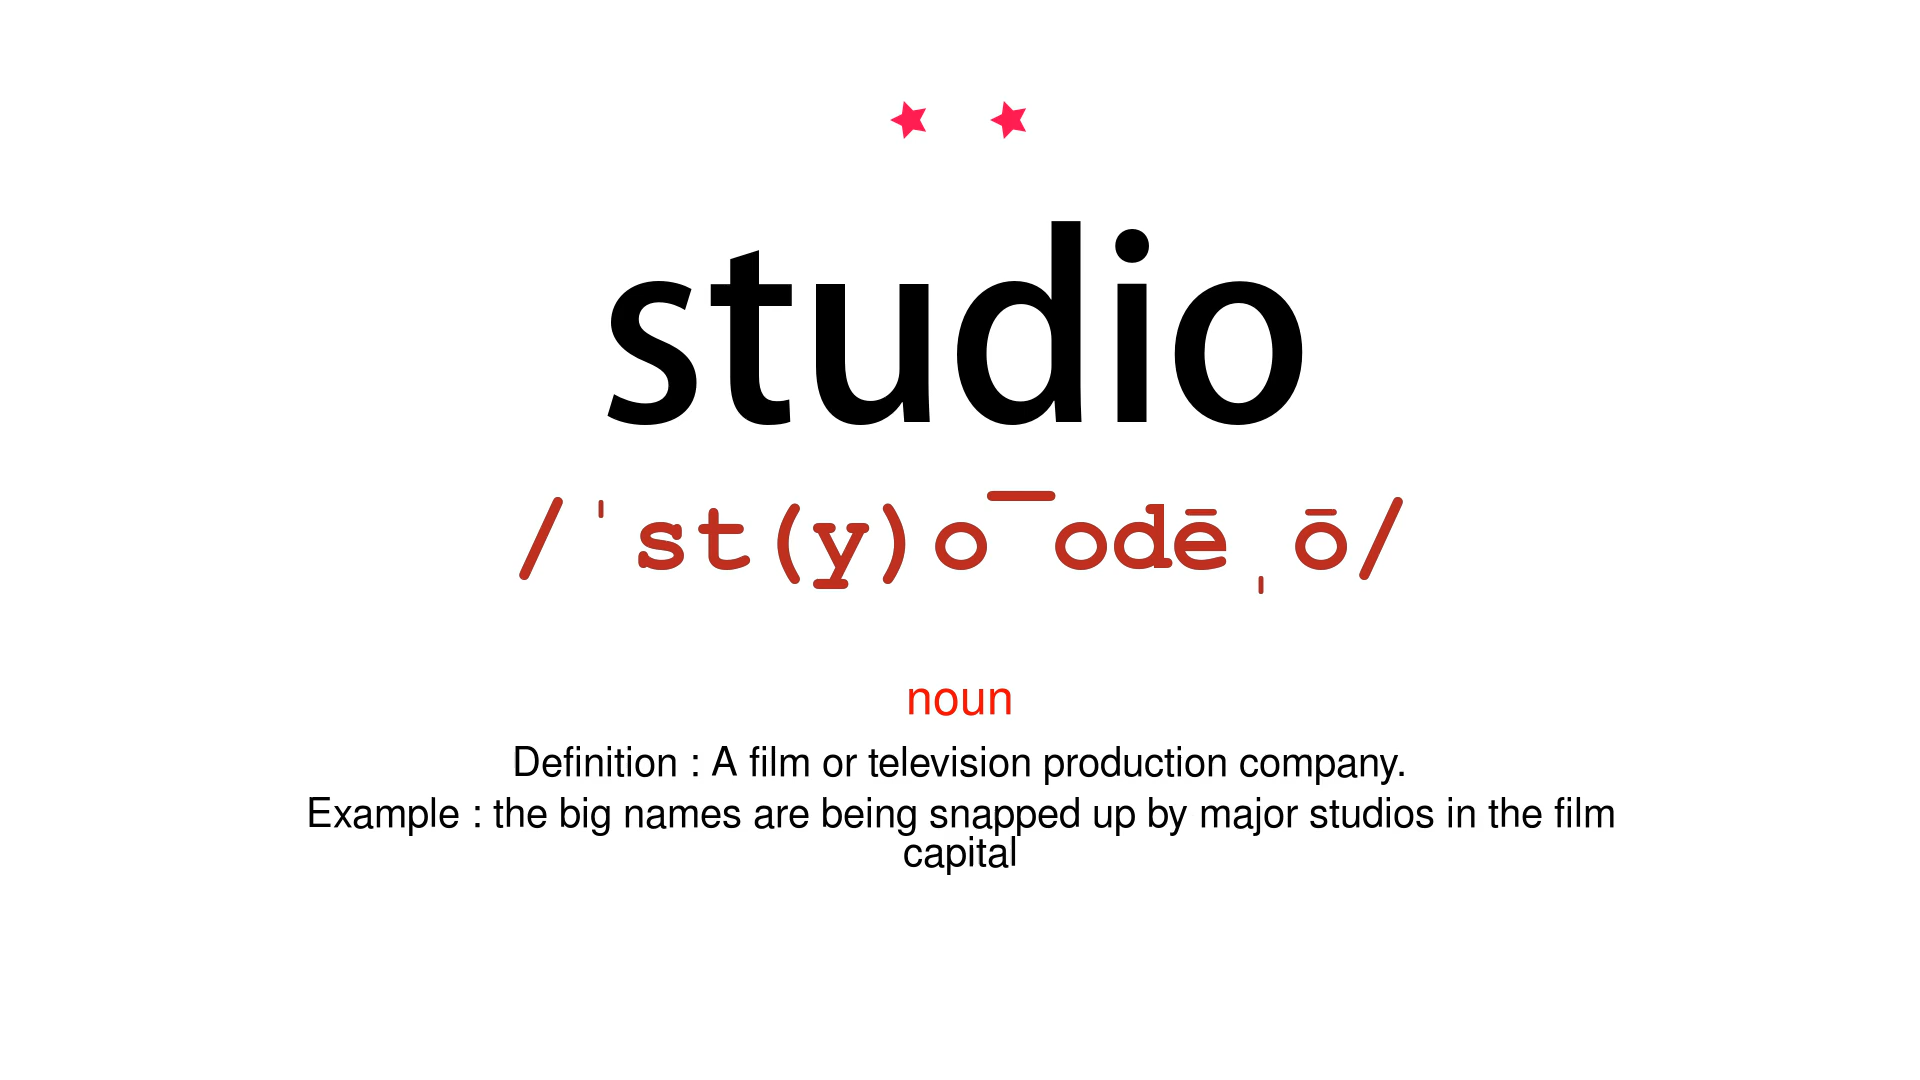 studio
/ˈst(y)o¯odēˌō/
noun
Definition : A film or television production company.
Example : the big names are being snapped up by major studios in the film
capital